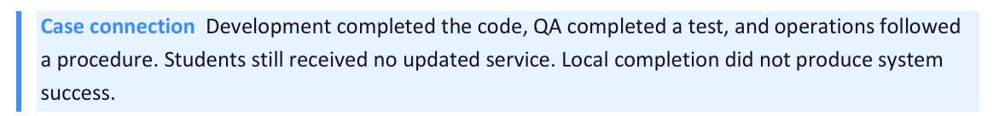 Case connection Development completed the code, QA completed a test, and operations followed
a procedure. Students still received no updated service. Local completion did not produce system
success.